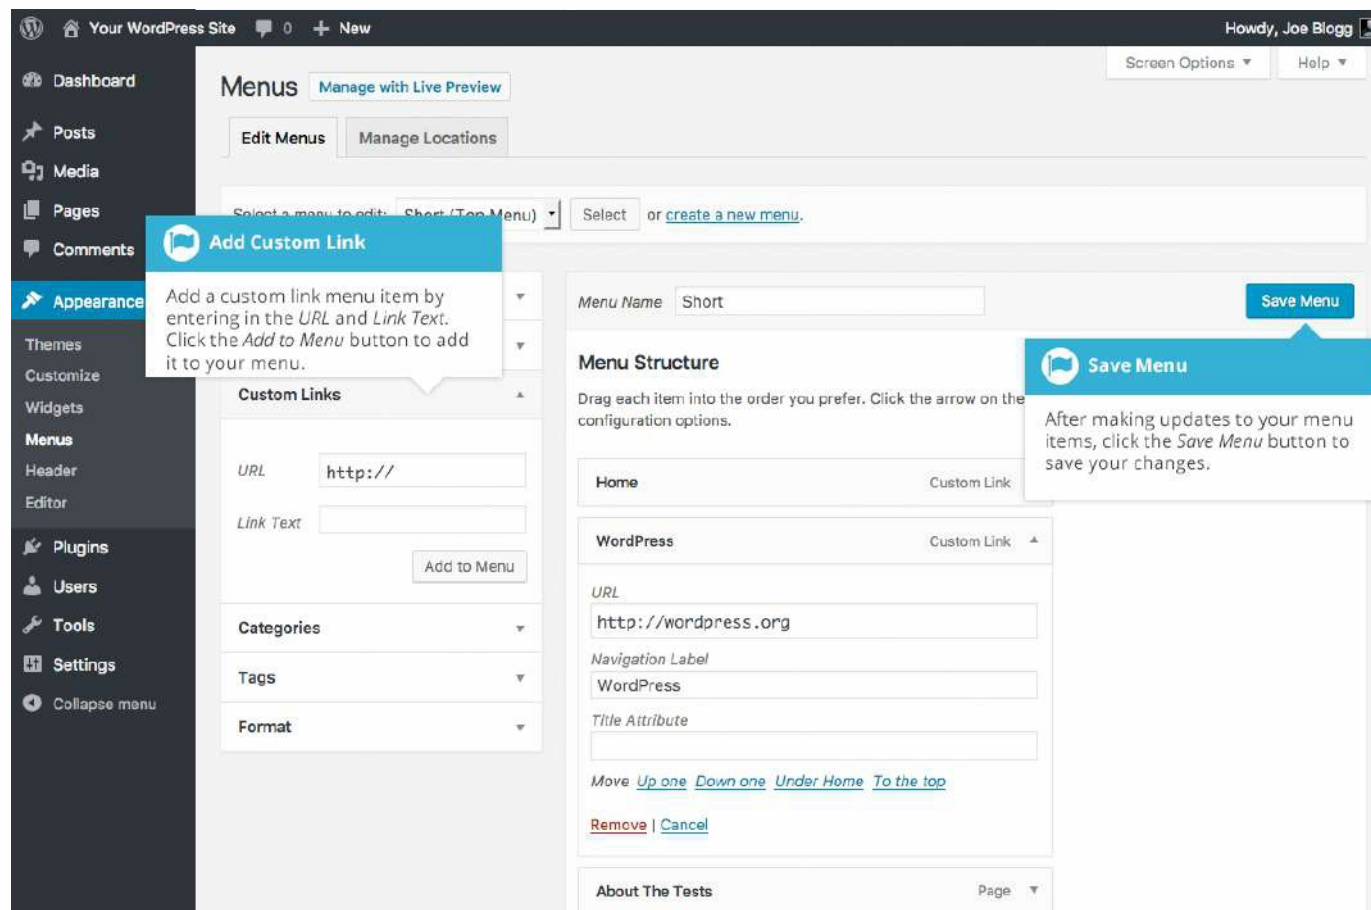 Your WordPress Site 0 + New Howdy, Joe Blogg
Screen Options Help
Dashboard
Posts
Media
Pages
Comments
Appearance
Themes
Customize
Widgets
Menus
Header
Editor
Plugins
Users
Tools
Settings
Collapse menu
Menus Manage with Live Preview
Edit Menus Manage Locations
Select a menu to edit: Short (Top Menu) Select or create a new menu.
Add Custom Link
Add a custom link menu item by
entering in the URL and Link Text.
Click the Add to Menu button to add
it to your menu.
Custom Links
URL http://
Link Text
Add to Menu
Categories
Tags
Format
Menu Name Short Save Menu
Menu Structure
Drag each item into the order you prefer. Click the arrow on the
configuration options.
Save Menu
After making updates to your menu
items, click the Save Menu button to
save your changes.
Home Custom Link
WordPress Custom Link
URL
http://wordpress.org
Navigation Label
WordPress
Title Attribute
Move Up one Down one Under Home To the top
Remove | Cancel
About The Tests Page